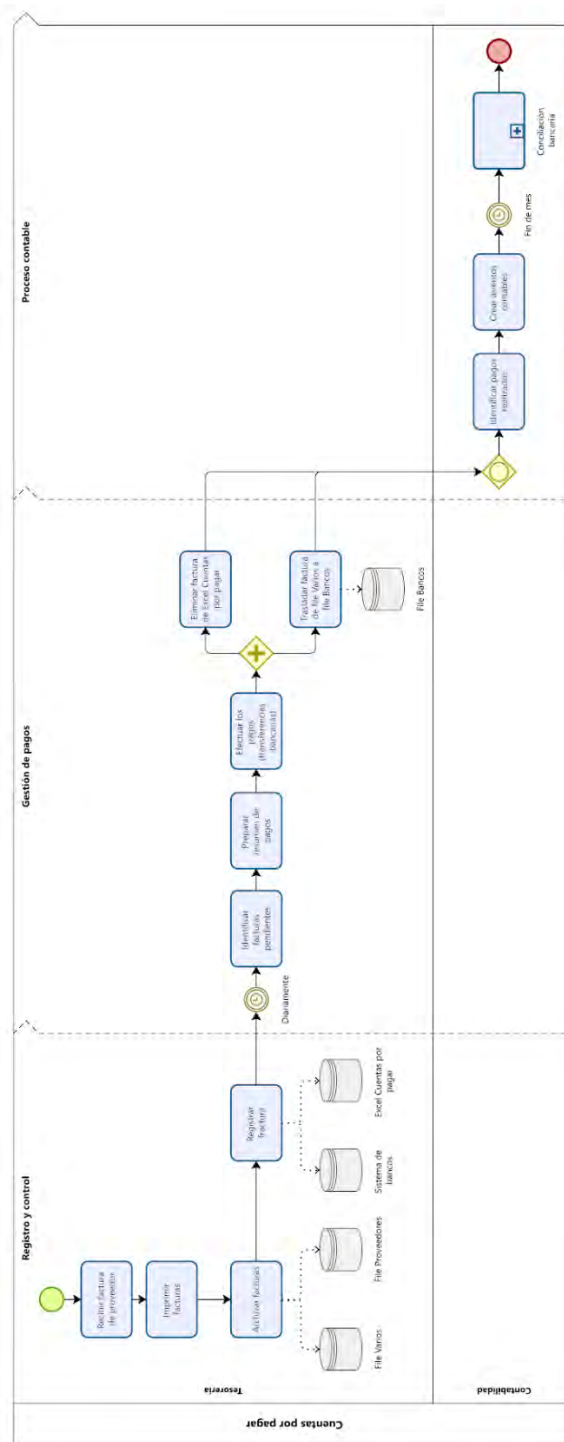 Cuentas por pagar
Tesorería
Contabilidad
Registro y control
Gestión de pagos
Proceso contable
Recibir factura
de proveedor
Imprimir
facturas
Archivar facturas
File Varios
File Proveedores
Registrar
fractura
Sistema de
bancos
Excel Cuentas por
pagar
Diariamente
Identificar
facturas
pendientes
Preparar
resumen de
pagos
Efectuar los
pagos
(transferencias
bancarias)
Eliminar factura
de Excel Cuentas
por pagar
Trasladar factura
de file Varios a
file Bancos
File Bancos
Identificar pagos
realizados
Crear asientos
contables
Fin de mes
Conciliacion
bancaria